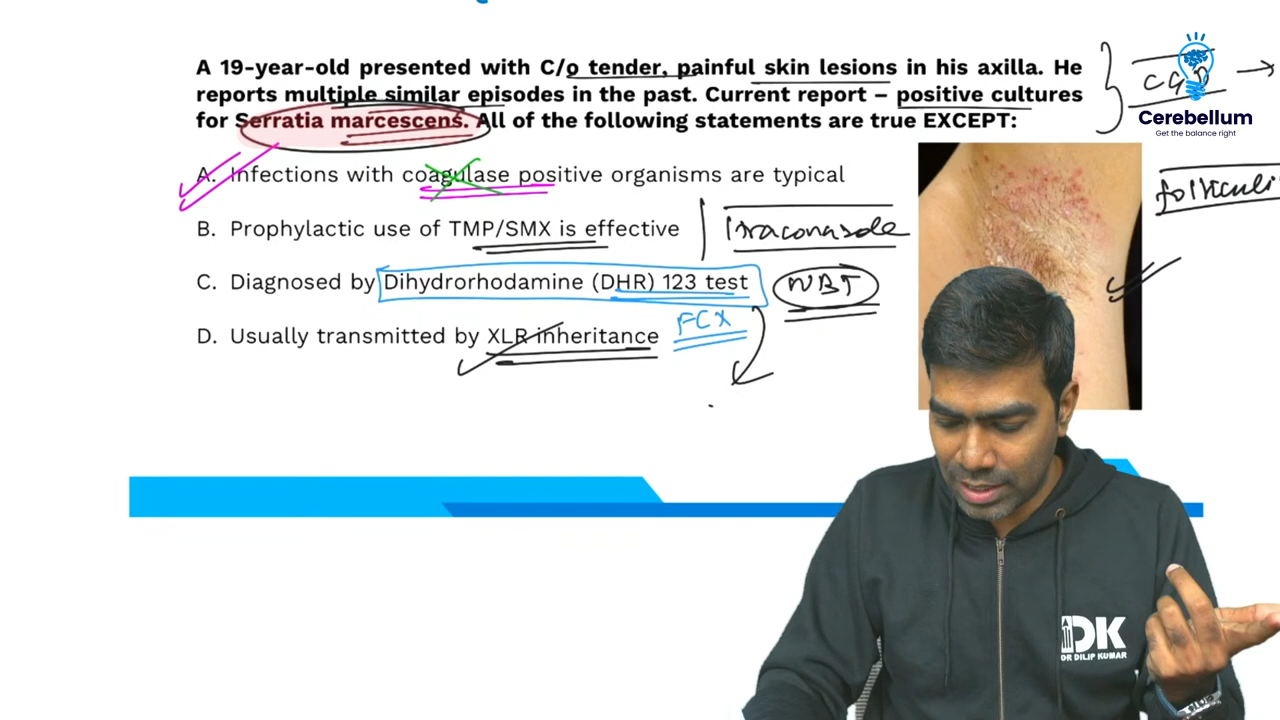 A 19-year-old presented with C/o tender, painful skin lesions in his axilla. He
reports multiple similar episodes in the past. Current report – positive cultures
for Serratia marcescens. All of the following statements are true EXCEPT:
CGD
Cerebellum
Get the balance right
A. Infections with coagulase positive organisms are typical
folliculi
B. Prophylactic use of TMP/SMX is effective
Itraconazole
C. Diagnosed by Dihydrorhodamine (DHR) 123 test
NBT
D. Usually transmitted by XLR inheritance
FCX
DK
DR DILIP KUMAR